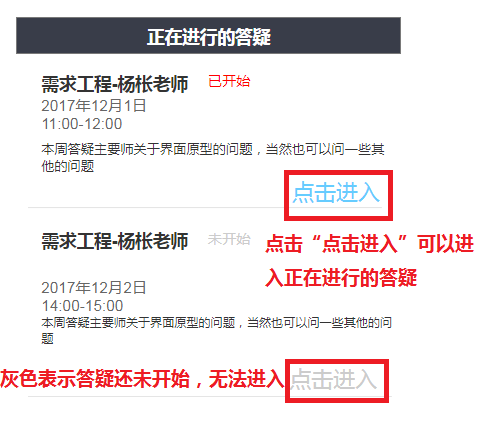 正在进行的答疑
需求工程-杨枨老师 已开始
2017年12月1日
11:00-12:00
本周答疑主要师关于界面原型的问题，当然也可以问一些其
他的问题
点击进入
需求工程-杨枨老师 未开始
点击“点击进入”可以进
入正在进行的答疑
2017年12月2日
14:00-15:00
本周答疑主要师关于界面原型的问题，当然也可以问一些其他的问
题
灰色表示答疑还未开始，无法进入 点击进入